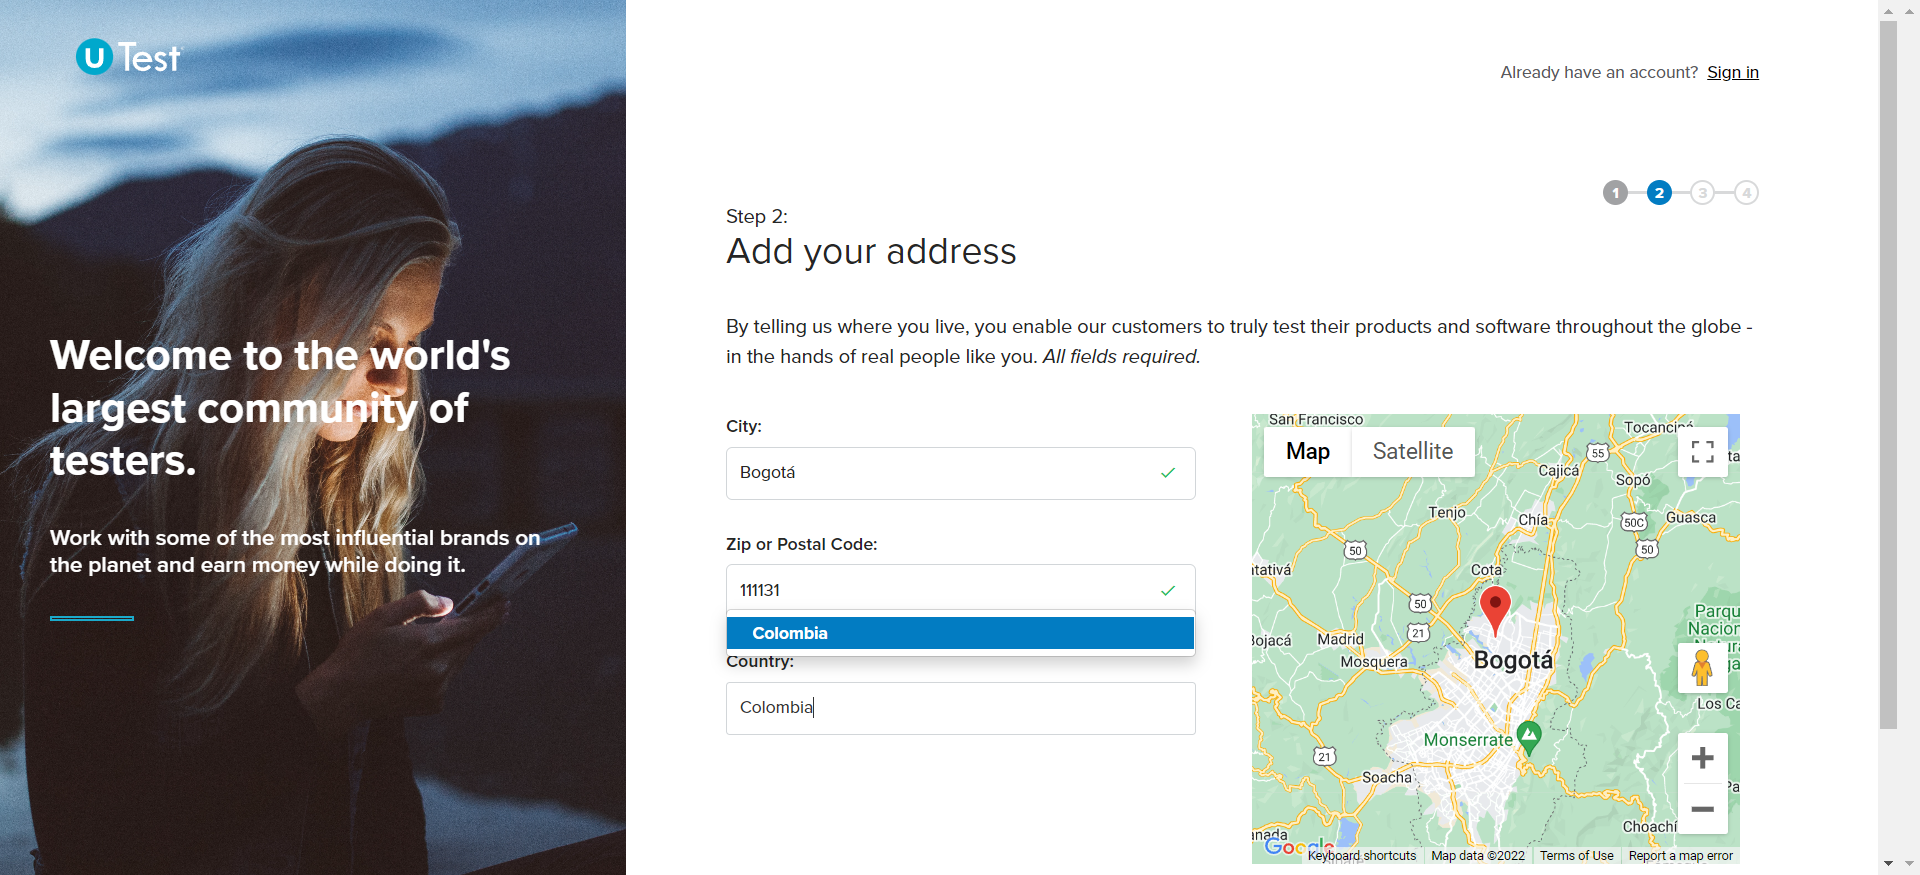 U Test
Welcome to the world's
largest community of
testers.
Work with some of the most influential brands on
the planet and earn money while doing it.
Already have an account? Sign in
1 2 3 4
Step 2:
Add your address
By telling us where you live, you enable our customers to truly test their products and software throughout the globe -
in the hands of real people like you. All fields required.
City:
Bogotá
Zip or Postal Code:
111131
Colombia
Country:
Colombia
San Francisco
Map
Satellite
55
Cajicá
Sopó
Tenjo
Chía
50C
Guasca
50
50
Cota
50
21
Madrid
Mosquera
Bogotá
Monserrate
21
Soacha
Choachí
Google
Keyboard shortcuts
Map data ©2022
Terms of Use
Report a map error